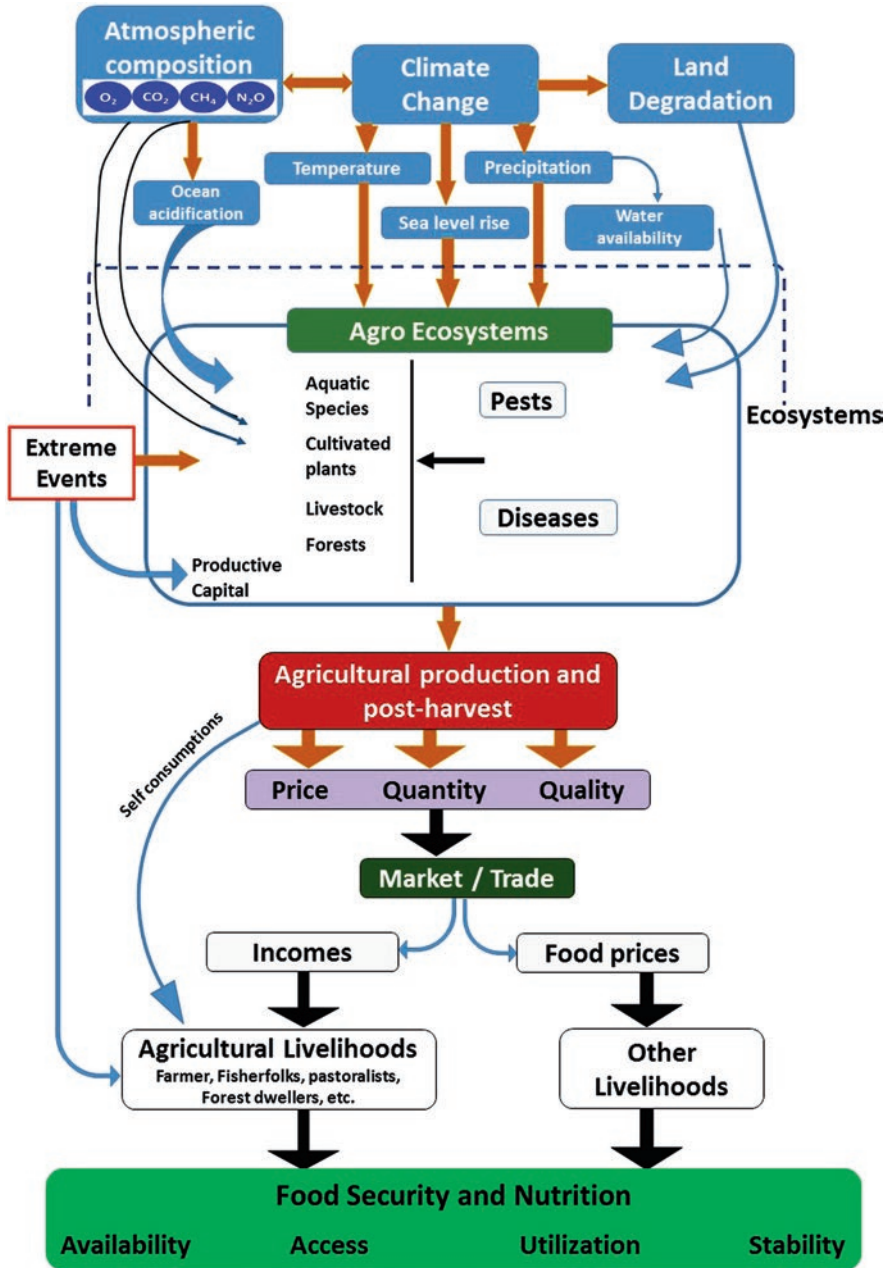 Atmospheric
composition
O₂ CO₂ CH₄ N₂O
Climate
Change
Land
Degradation
Temperature
Precipitation
Ocean
acidification
Sea level rise
Water
availability
Agro Ecosystems
Aquatic
Species
Pests
Ecosystems
Extreme
Events
Cultivated
plants
Livestock
Diseases
Forests
Productive
Capital
Agricultural production and
post-harvest
Self consumptions
Price Quantity Quality
Market / Trade
Incomes
Food prices
Agricultural Livelihoods
Farmer, Fisherfolks, pastoralists,
Forest dwellers, etc.
Other
Livelihoods
Food Security and Nutrition
Availability Access Utilization Stability